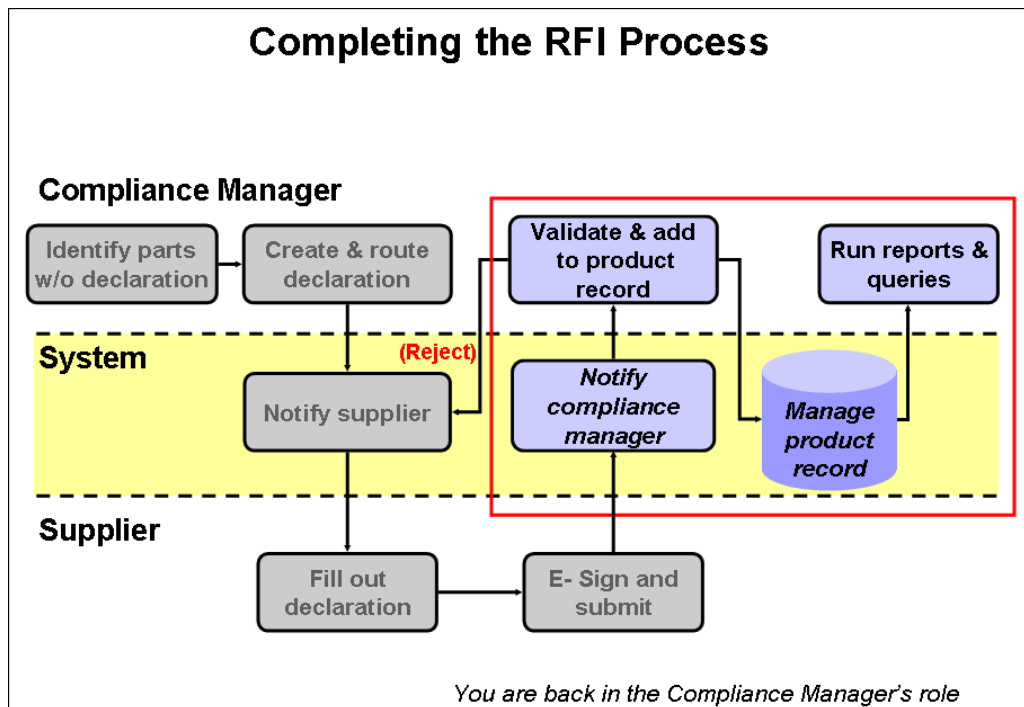 Completing the RFI Process
Compliance Manager
Identify parts
w/o declaration
Create & route
declaration
Validate & add
to product
record
Run reports &
queries
System
(Reject)
Notify supplier
Notify
compliance
manager
Manage
product
record
Supplier
Fill out
declaration
E- Sign and
submit
You are back in the Compliance Manager's role